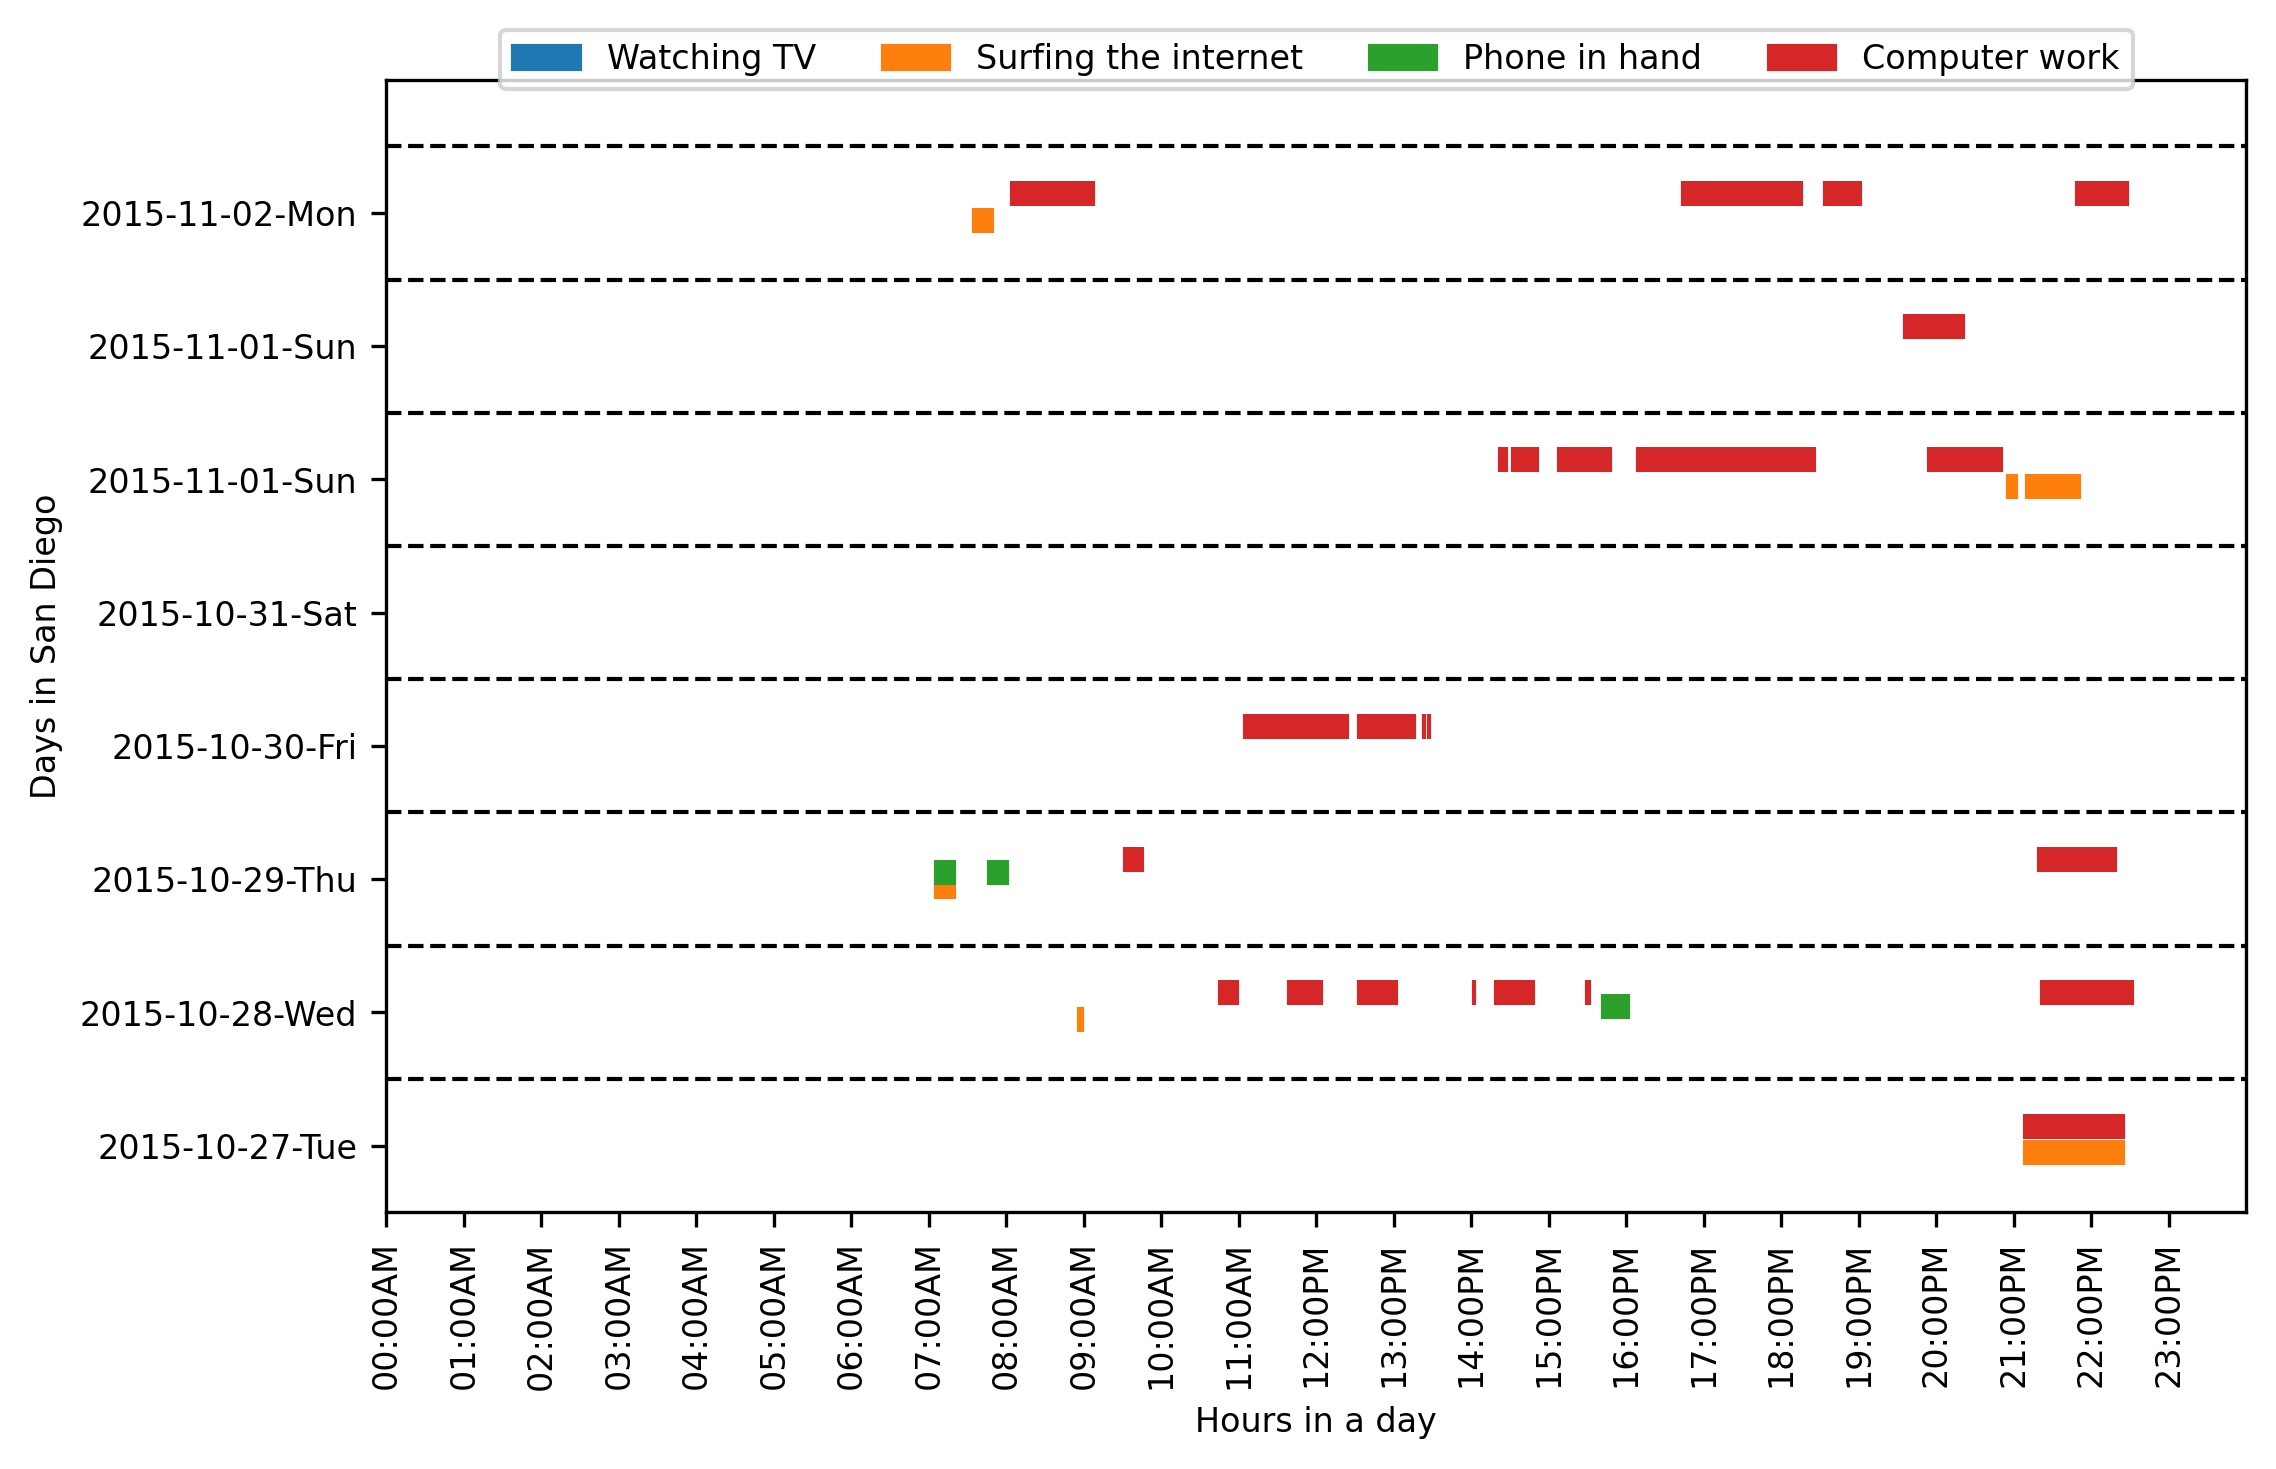 Watching TV Surfing the internet Phone in hand Computer work
2015-11-02-Mon
2015-11-01-Sun
2015-11-01-Sun
2015-10-31-Sat
2015-10-30-Fri
2015-10-29-Thu
2015-10-28-Wed
2015-10-27-Tue
Days in San Diego
00:00AM
01:00AM
02:00AM
03:00AM
04:00AM
05:00AM
06:00AM
07:00AM
08:00AM
09:00AM
10:00AM
11:00AM
12:00PM
13:00PM
14:00PM
15:00PM
16:00PM
17:00PM
18:00PM
19:00PM
20:00PM
21:00PM
22:00PM
23:00PM
Hours in a day